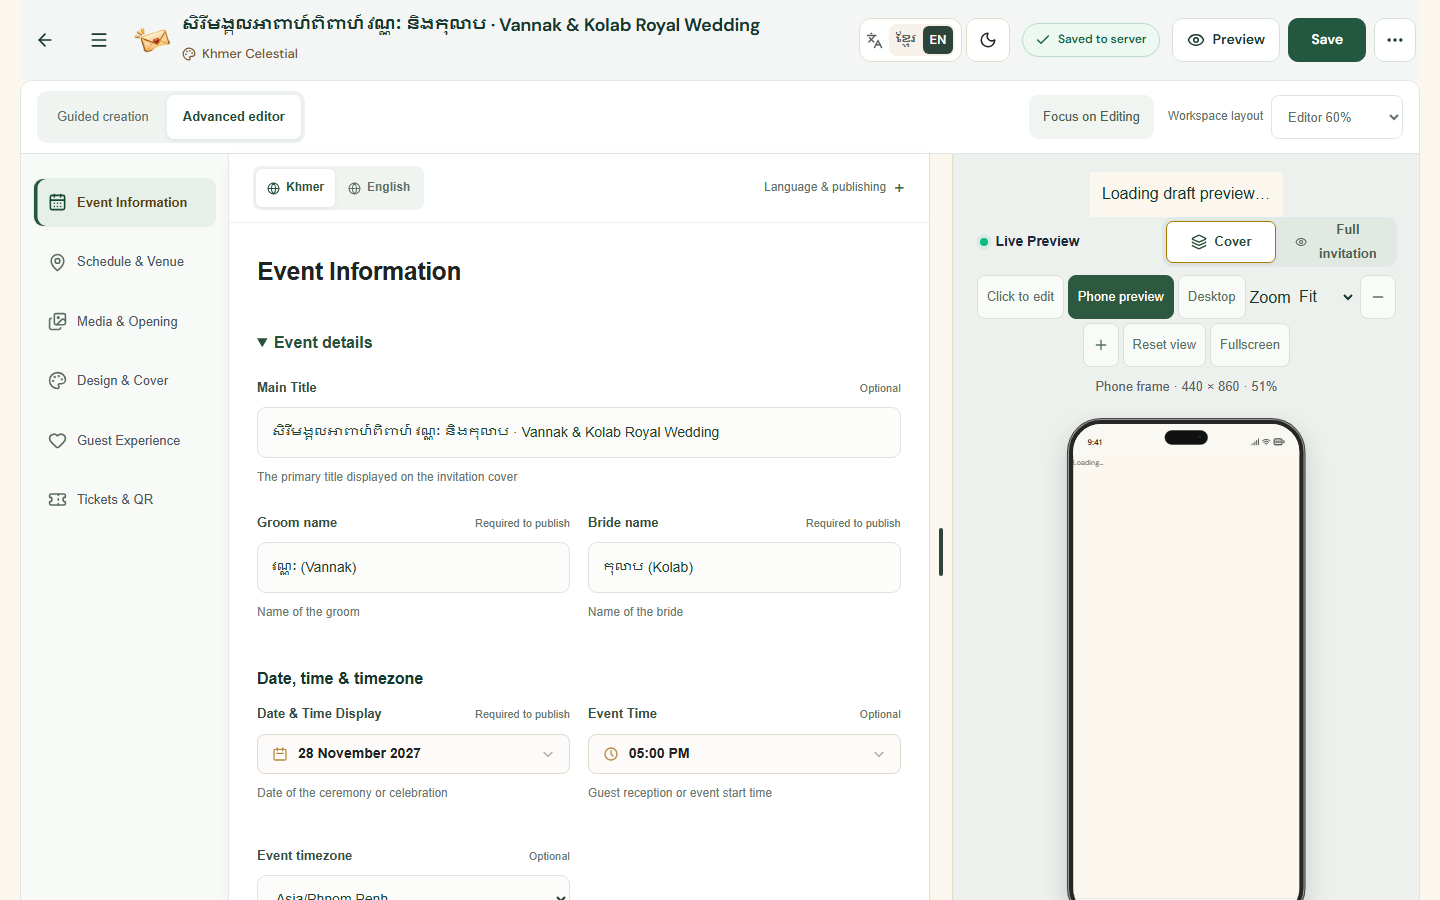 សិរីមង្គលអាពាហ៍ពិពាហ៍ វណ្ណៈ និងកុលាប · Vannak & Kolab Royal Wedding
Khmer Celestial
ខ្មែរ EN
Saved to server
Preview
Save
Guided creation
Advanced editor
Focus on Editing
Workspace layout
Editor 60%
Event Information
Schedule & Venue
Media & Opening
Design & Cover
Guest Experience
Tickets & QR
Khmer
English
Language & publishing +
Event Information
Event details
Main Title
Optional
សិរីមង្គលអាពាហ៍ពិពាហ៍ វណ្ណៈ និងកុលាប · Vannak & Kolab Royal Wedding
The primary title displayed on the invitation cover
Groom name
Required to publish
Bride name
Required to publish
វណ្ណៈ (Vannak)
កុលាប (Kolab)
Name of the groom
Name of the bride
Date, time & timezone
Date & Time Display
Required to publish
Event Time
Optional
28 November 2027
05:00 PM
Date of the ceremony or celebration
Guest reception or event start time
Event timezone
Optional
Asia/Phnom Penh
Loading draft preview...
Live Preview
Cover
Full
invitation
Click to edit
Phone preview
Desktop
Zoom
Fit
−
+
Reset view
Fullscreen
Phone frame · 440 × 860 · 51%
9:41
Loading...